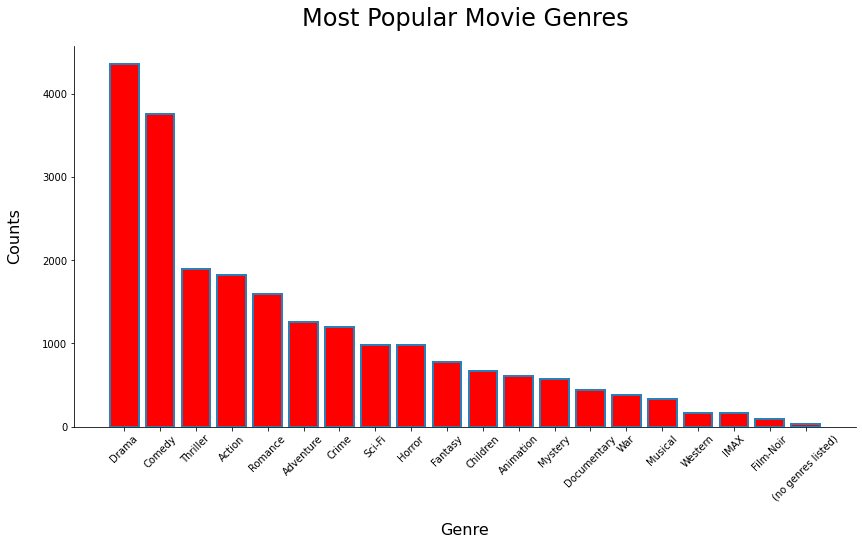 Most Popular Movie Genres
Counts
4000
3000
2000
1000
0
Drama
Comedy
Thriller
Action
Romance
Adventure
Crime
Sci-Fi
Horror
Fantasy
Children
Animation
Mystery
Documentary
War
Musical
Western
IMAX
Film-Noir
(no genres listed)
Genre